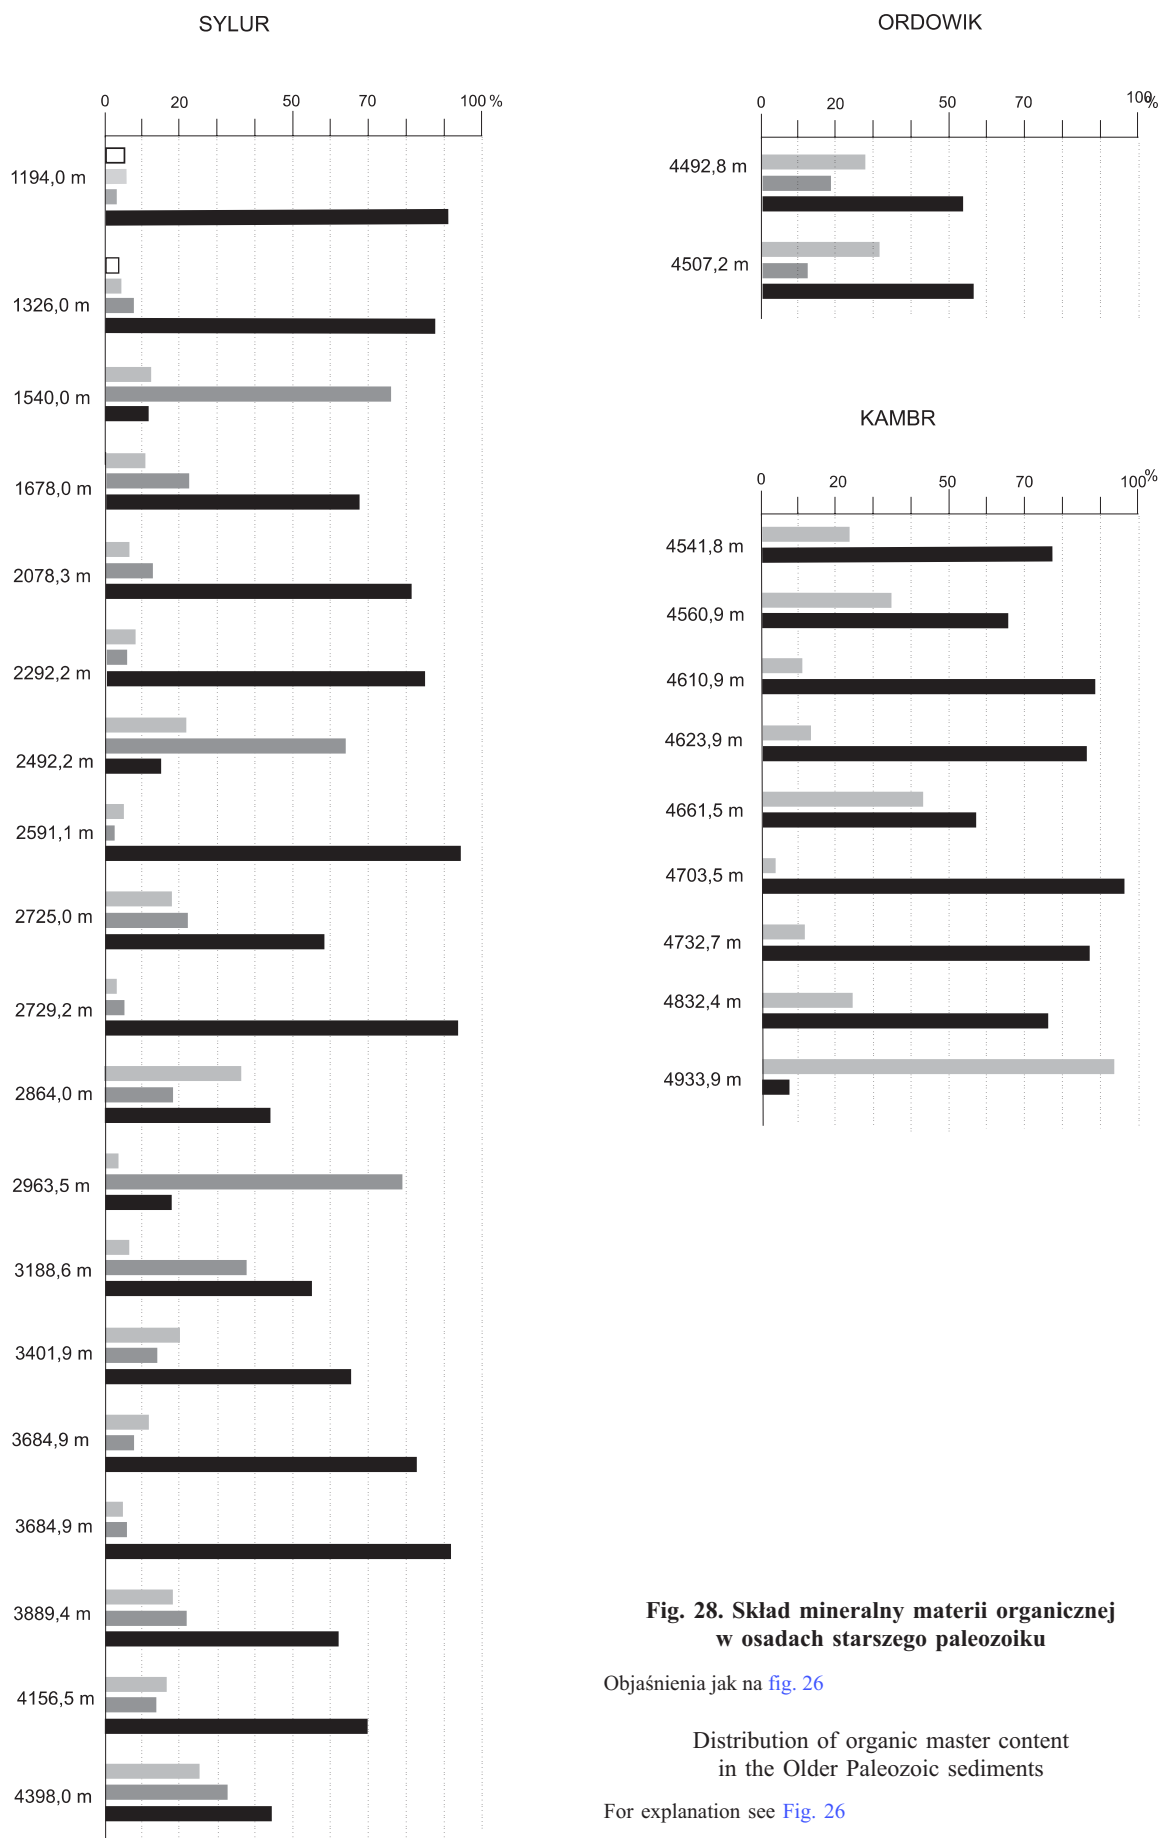 SYLUR
0 20 50 70 100 %
1194,0 m
1326,0 m
1540,0 m
1678,0 m
2078,3 m
2292,2 m
2492,2 m
2591,1 m
2725,0 m
2729,2 m
2864,0 m
2963,5 m
3188,6 m
3401,9 m
3684,9 m
3684,9 m
3889,4 m
4156,5 m
4398,0 m
ORDOWIK
0 20 50 70 100%
4492,8 m
4507,2 m
KAMBR
0 20 50 70 100%
4541,8 m
4560,9 m
4610,9 m
4623,9 m
4661,5 m
4703,5 m
4732,7 m
4832,4 m
4933,9 m
Fig. 28. Skład mineralny materii organicznej
w osadach starszego paleozoiku
Objaśnienia jak na fig. 26
Distribution of organic master content
in the Older Paleozoic sediments
For explanation see Fig. 26